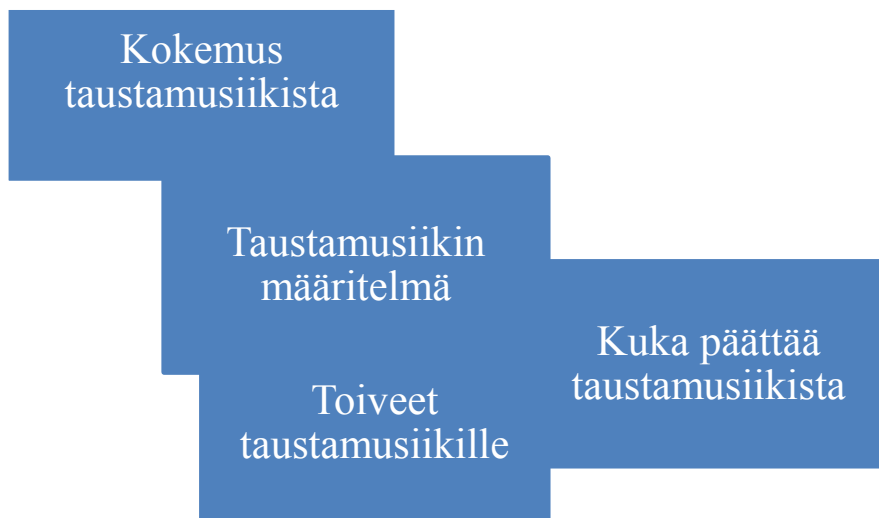 Kokemus
taustamusiikista
Taustamusiikin
määritelmä
Kuka päättää
taustamusiikista
Toiveet
taustamusiikille